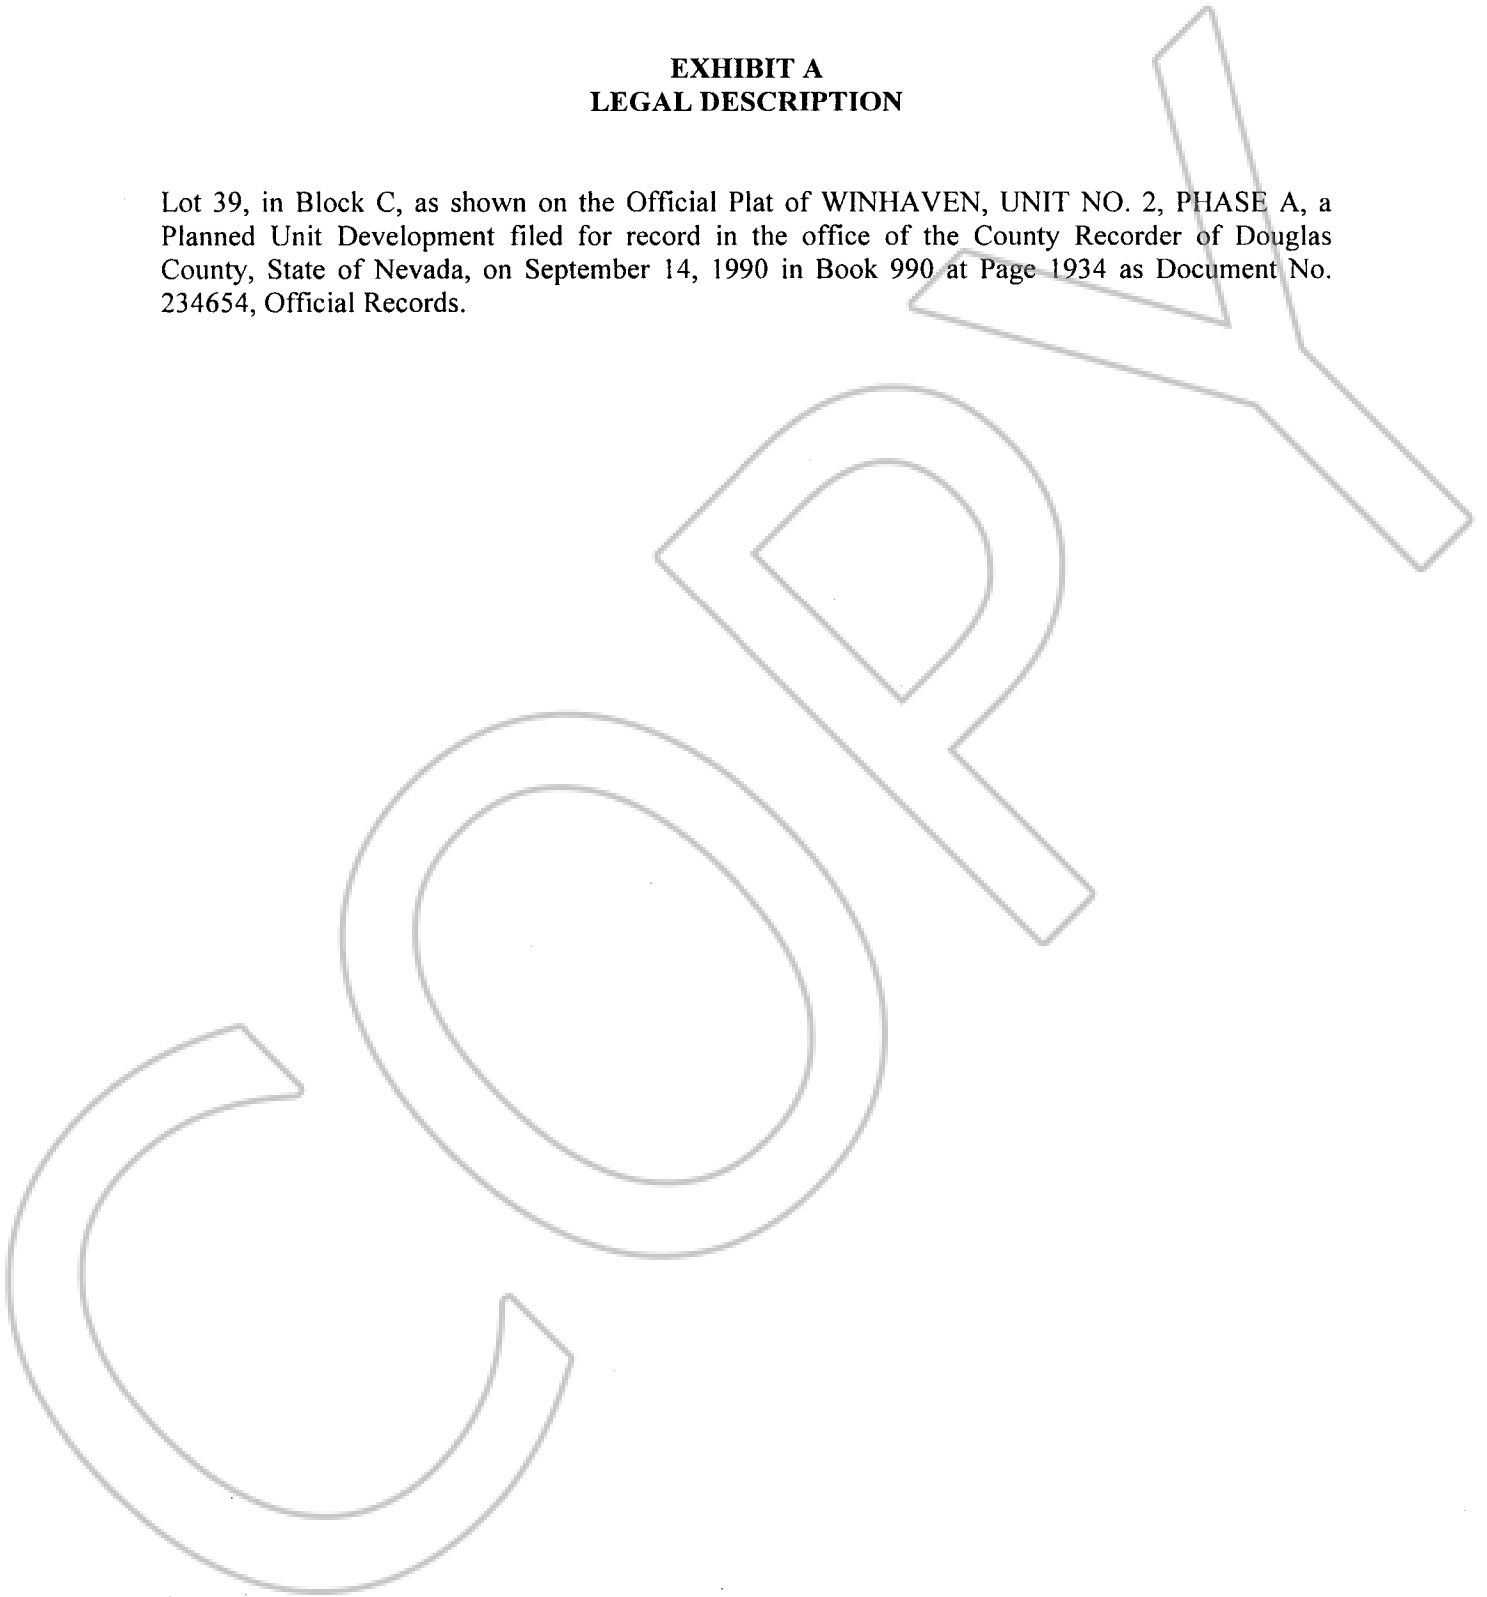 EXHIBIT A
LEGAL DESCRIPTION
Lot 39, in Block C, as shown on the Official Plat of WINHAVEN, UNIT NO. 2, PHASE A, a
Planned Unit Development filed for record in the office of the County Recorder of Douglas
County, State of Nevada, on September 14, 1990 in Book 990 at Page 1934 as Document No.
234654, Official Records.
COPY